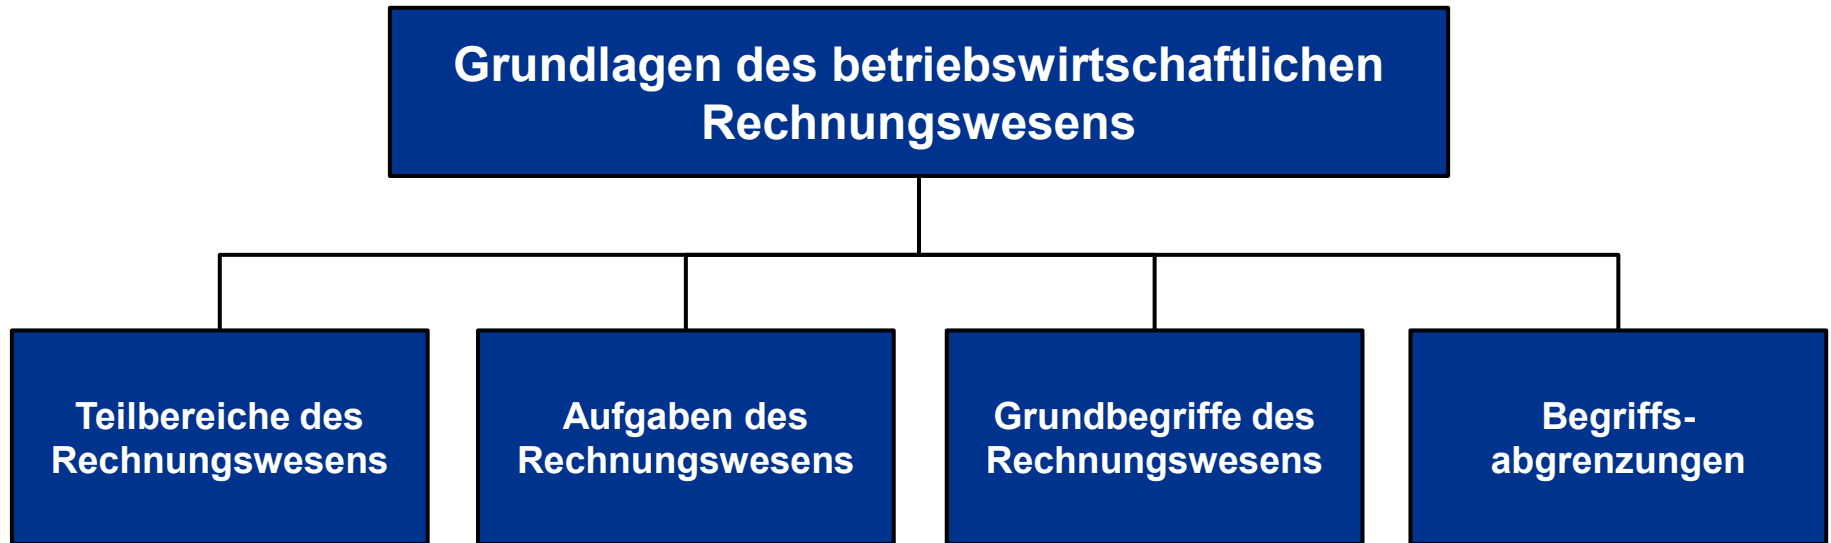 Grundlagen des betriebswirtschaftlichen
Rechnungswesens
Teilbereiche des
Rechnungswesens
Aufgaben des
Rechnungswesens
Grundbegriffe des
Rechnungswesens
Begriffs-
abgrenzungen